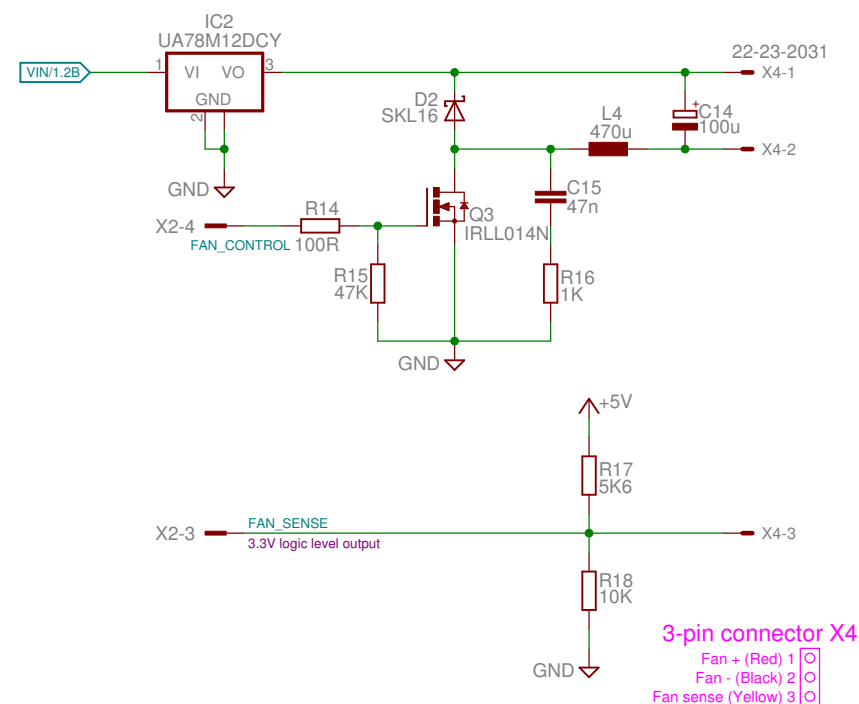 IC2
UA78M12DCY
VIN/1.2B
1
VI
VO
3
GND
2
GND
22-23-2031
X4-1
D2
SKL16
L4
470u
+
C14
100u
X4-2
C15
47n
X2-4
FAN_CONTROL
R14
100R
Q3
IRLL014N
R15
47K
R16
1K
GND
+5V
R17
5K6
X2-3
FAN_SENSE
3.3V logic level output
X4-3
R18
10K
GND
3-pin connector X4
Fan + (Red) 1
Fan - (Black) 2
Fan sense (Yellow) 3